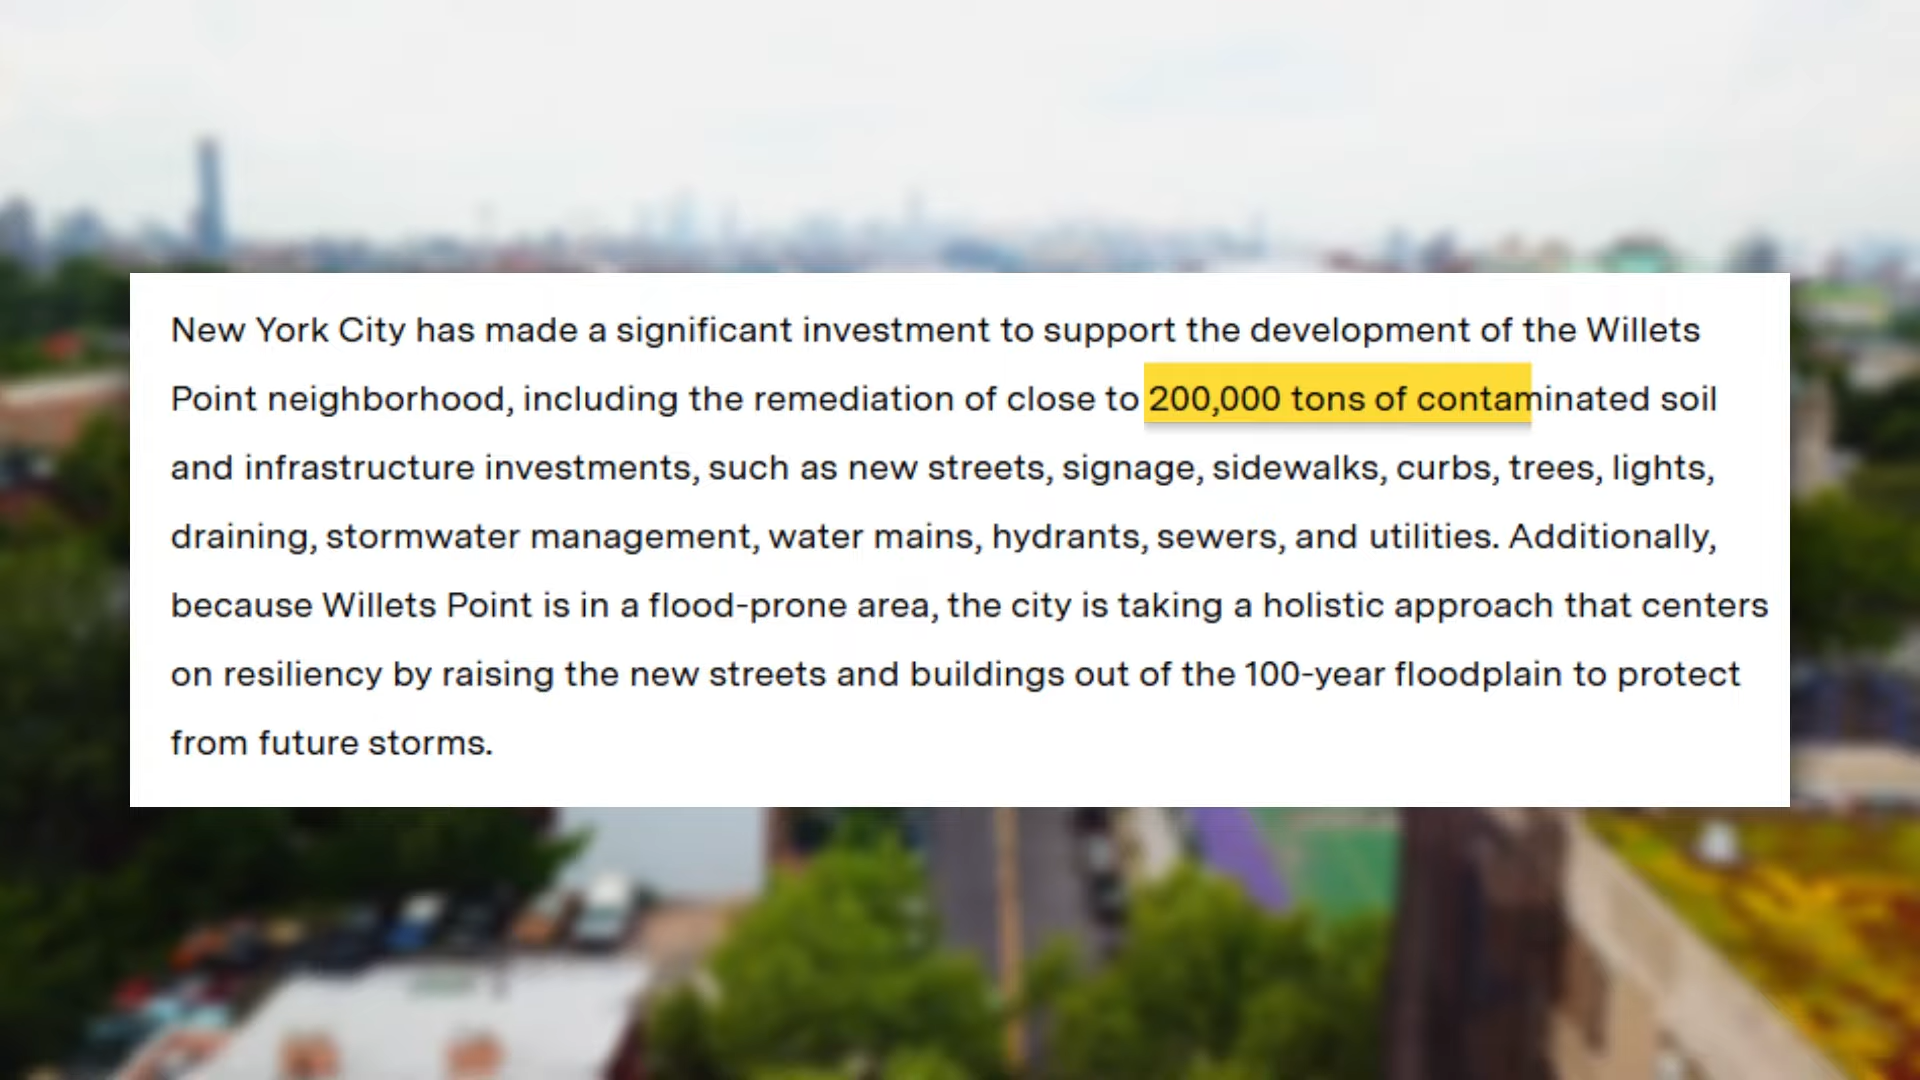 New York City has made a significant investment to support the development of the Willets
Point neighborhood, including the remediation of close to 200,000 tons of contaminated soil
and infrastructure investments, such as new streets, signage, sidewalks, curbs, trees, lights,
draining, stormwater management, water mains, hydrants, sewers, and utilities. Additionally,
because Willets Point is in a flood-prone area, the city is taking a holistic approach that centers
on resiliency by raising the new streets and buildings out of the 100-year floodplain to protect
from future storms.